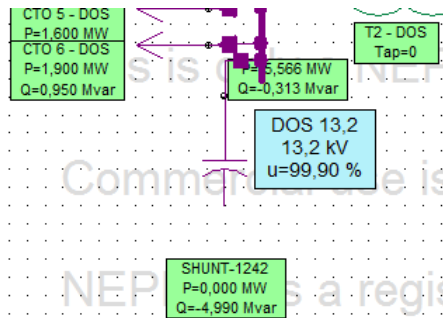 CTO 5 - DOS
P=1,600 MW
CTO 6 - DOS
P=1,900 MW
Q=0,950 Mvar
T2 - DOS
Tap=0
5,566 MW
Q=-0,313 Mvar
DOS 13,2
13,2 kV
u=99,90 %
SHUNT-1242
P=0,000 MW
Q=-4,990 Mvar
is
Commercial use is
NEP
is a regis